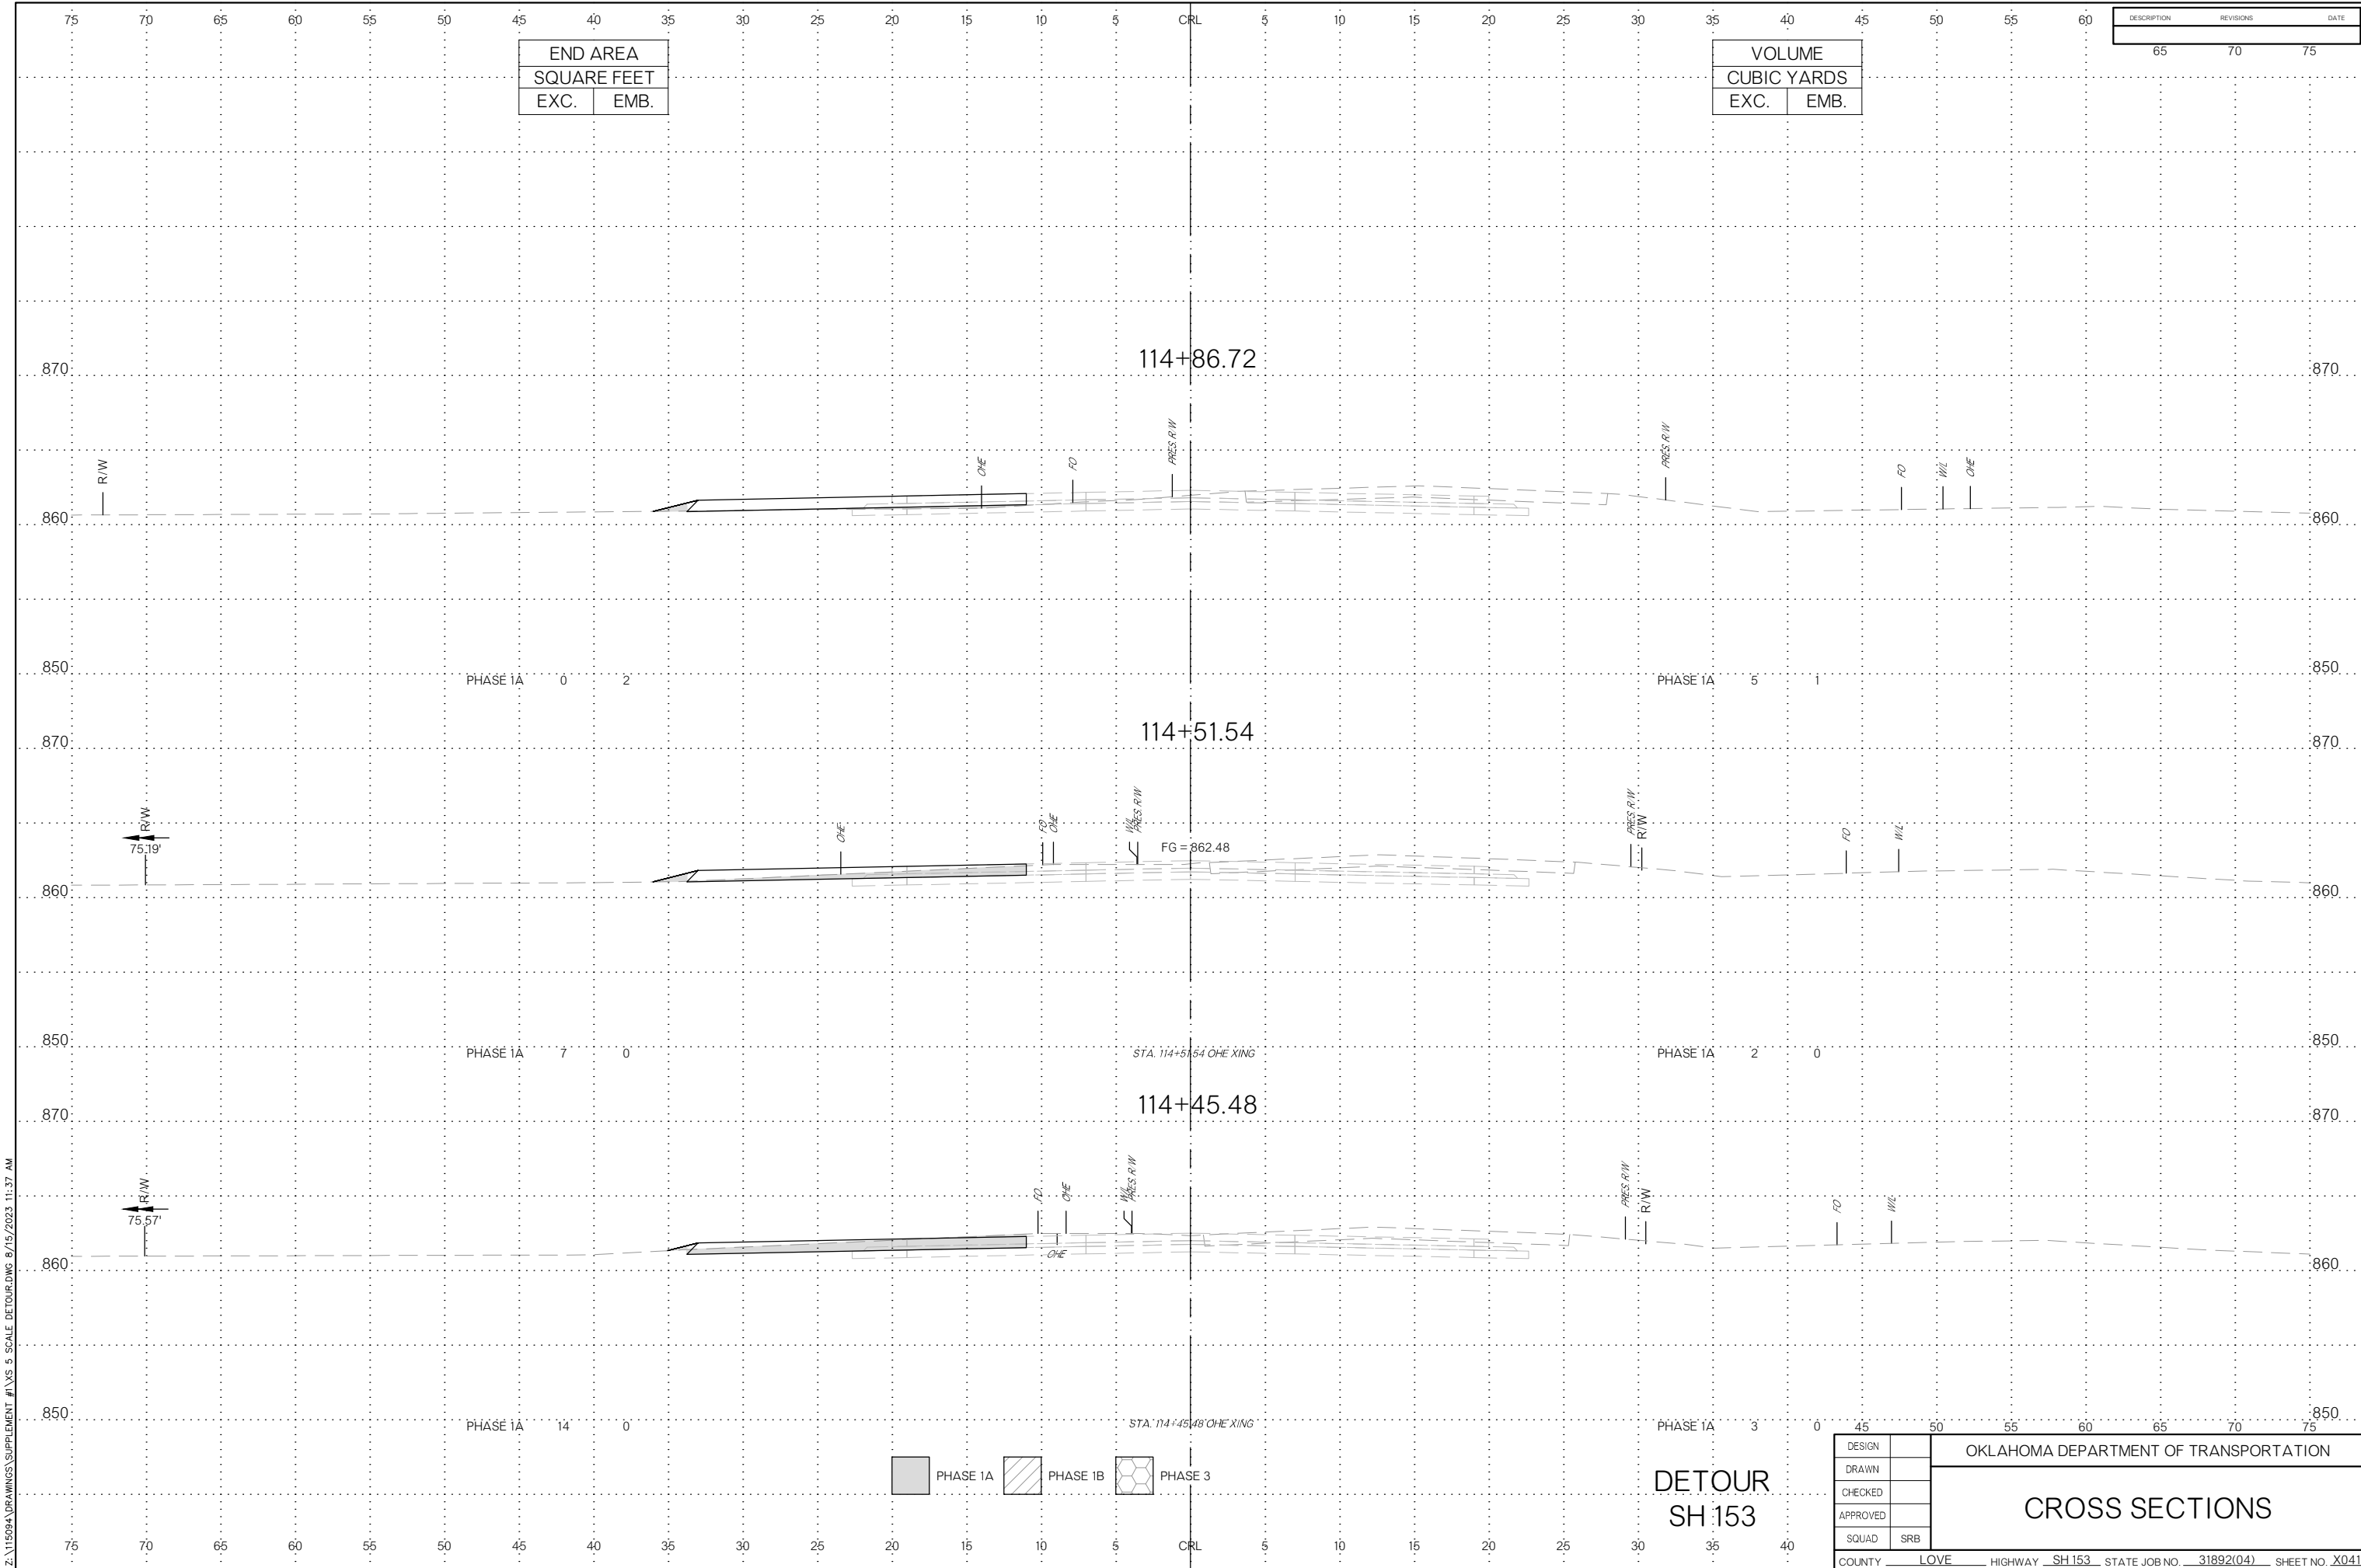 75 70 65 60 55 50 45 40 35 30 25 20 15 10 5 CRL 5 10 15 20 25 30 35 40 45 50 55 60
DESCRIPTION REVISIONS DATE
65 70 75
END AREA
SQUARE FEET
EXC. EMB.
VOLUME
CUBIC YARDS
EXC. EMB.
114+86.72
870 870
R/W OHE FO PRES. R/W PRES. R/W FO W/L OHE
860 860
850 850
PHASE 1A 0 2 PHASE 1A 5 1
114+51.54
870 870
R/W OHE FO OHE W/L PRES. R/W PRES. R/W R/W FO W/L
75.19' FG = 862.48
860 860
850 850
PHASE 1A 7 0 STA. 114+51.54 OHE XING PHASE 1A 2 0
114+45.48
870 870
R/W FO OHE W/L PRES. R/W PRES. R/W R/W FO W/L
75.57'
OHE
860 860
850 850
PHASE 1A 14 0 STA. 114+45.48 OHE XING PHASE 1A 3 0 45 50 55 60 65 70 75
PHASE 1A PHASE 1B PHASE 3
DETOUR
SH 153
DESIGN
DRAWN
CHECKED
APPROVED
SQUAD SRB
OKLAHOMA DEPARTMENT OF TRANSPORTATION
CROSS SECTIONS
75 70 65 60 55 50 45 40 35 30 25 20 15 10 5 CRL 5 10 15 20 25 30 35 40
COUNTY LOVE HIGHWAY SH 153 STATE JOB NO. 31892(04) SHEET NO. X041
Z:\115094\DRAWINGS\SUPPLEMENT #1\XS 5 SCALE DETOUR.DWG 8/15/2023 11:37 AM